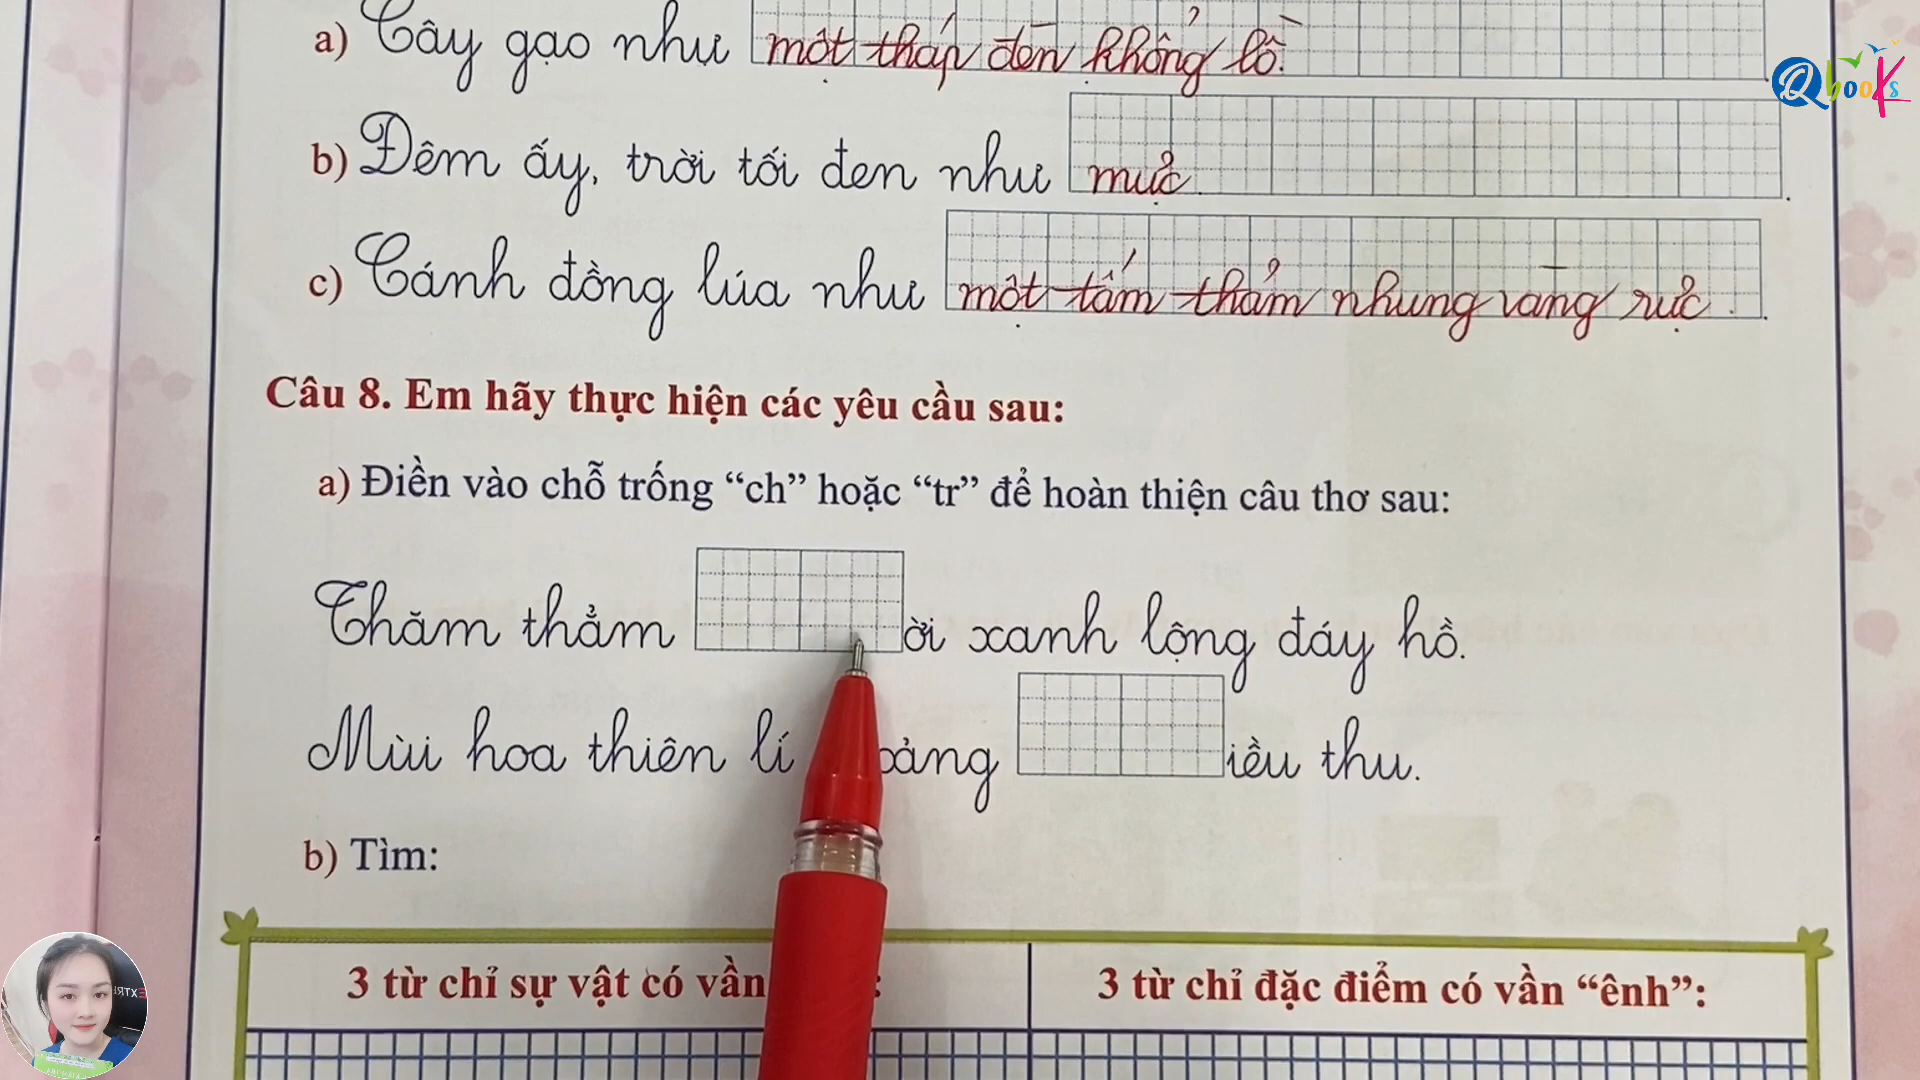 a) Cây gạo như một tháp đèn khổng lồ.
Qbooks
b) Đêm ấy, trời tối đen như mực.
c) Cánh đồng lúa như một tấm thảm nhung vàng rực.
Câu 8. Em hãy thực hiện các yêu cầu sau:
a) Điền vào chỗ trống “ch” hoặc “tr” để hoàn thiện câu thơ sau:
Thăm thẳm ời xanh lộng đáy hồ.
Mùi hoa thiên lí oảng iều thu.
b) Tìm:
3 từ chỉ sự vật có vần :
3 từ chỉ đặc điểm có vần “ênh”: